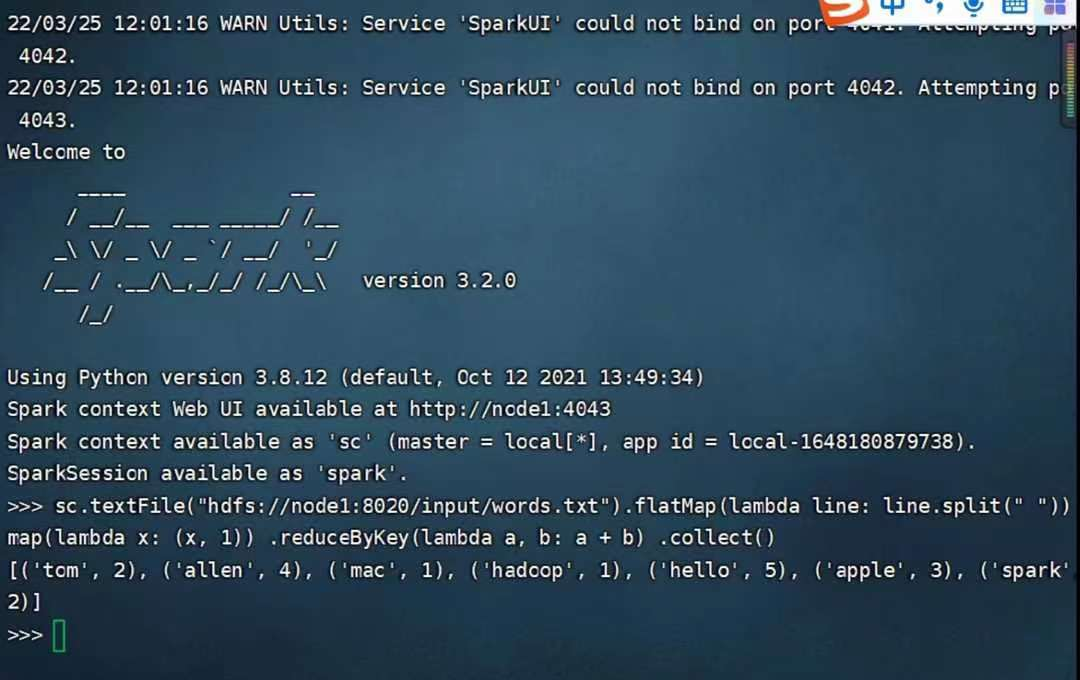 22/03/25 12:01:16 WARN Utils: Service 'SparkUI' could not bind on port 4041. Attempting
 4042.
22/03/25 12:01:16 WARN Utils: Service 'SparkUI' could not bind on port 4042. Attempting
 4043.
Welcome to
      ____              __
     / __/__  ___ _____/ /__
    _\ \/ _ \/ _ `/ __/  '_/
   /__ / .__/\_,_/_/ /_/\_\   version 3.2.0
      /_/
Using Python version 3.8.12 (default, Oct 12 2021 13:49:34)
Spark context Web UI available at http://node1:4043
Spark context available as 'sc' (master = local[*], app id = local-1648180879738).
SparkSession available as 'spark'.
>>> sc.textFile("hdfs://node1:8020/input/words.txt").flatMap(lambda line: line.split(" "))
map(lambda x: (x, 1)) .reduceByKey(lambda a, b: a + b) .collect()
[('tom', 2), ('allen', 4), ('mac', 1), ('hadoop', 1), ('hello', 5), ('apple', 3), ('spark'
2)]
>>>